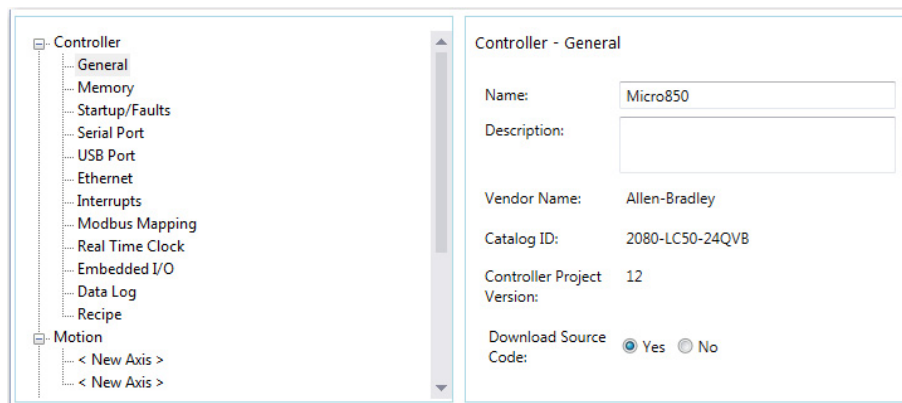 Controller
General
Memory
Startup/Faults
Serial Port
USB Port
Ethernet
Interrupts
Modbus Mapping
Real Time Clock
Embedded I/O
Data Log
Recipe
Motion
< New Axis >
< New Axis >
Controller - General
Name: Micro850
Description:
Vendor Name: Allen-Bradley
Catalog ID: 2080-LC50-24QVB
Controller Project 12
Version:
Download Source
Code: Yes No